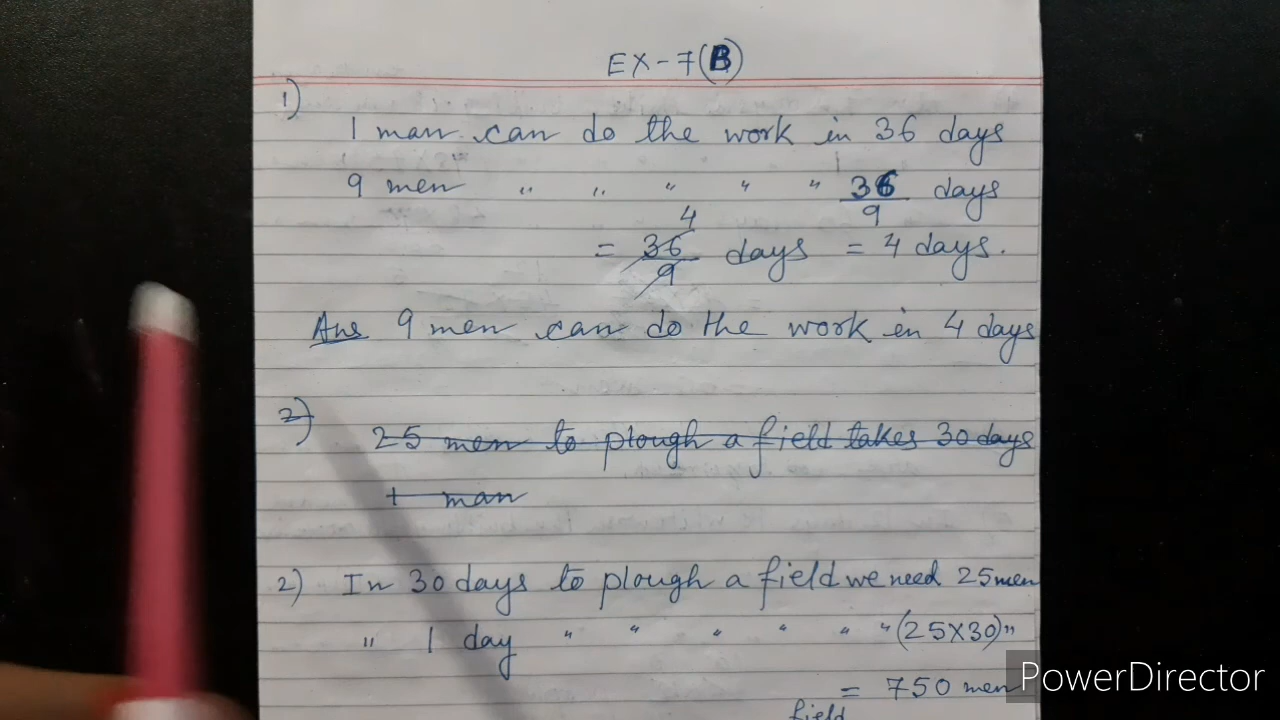 EX-7(B)
1)
1 man can do the work in 36 days
9 men " " " " " 36/9 days
4
= 36/9 days = 4 days.
Ans 9 men can do the work in 4 days
2)
25 men to plough a field takes 30 days
1 man
2) In 30 days to plough a field we need 25 men
" 1 day " " " " " " (25X30) "
= 750 men
field
PowerDirector